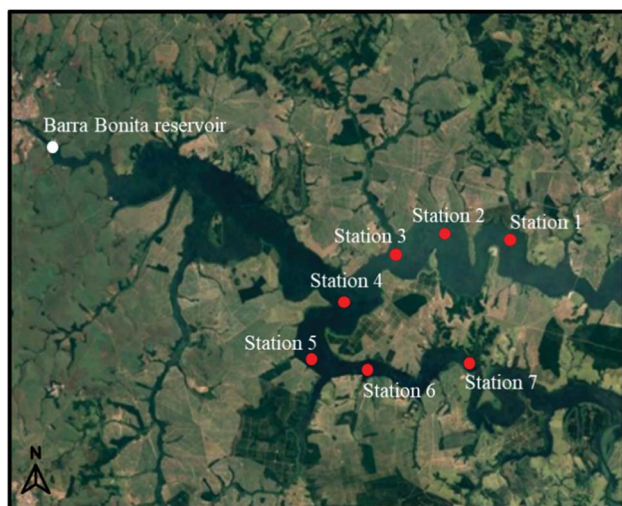 Barra Bonita reservoir
Station 2
Station 1
Station 3
Station 4
Station 5
Station 6
Station 7
N